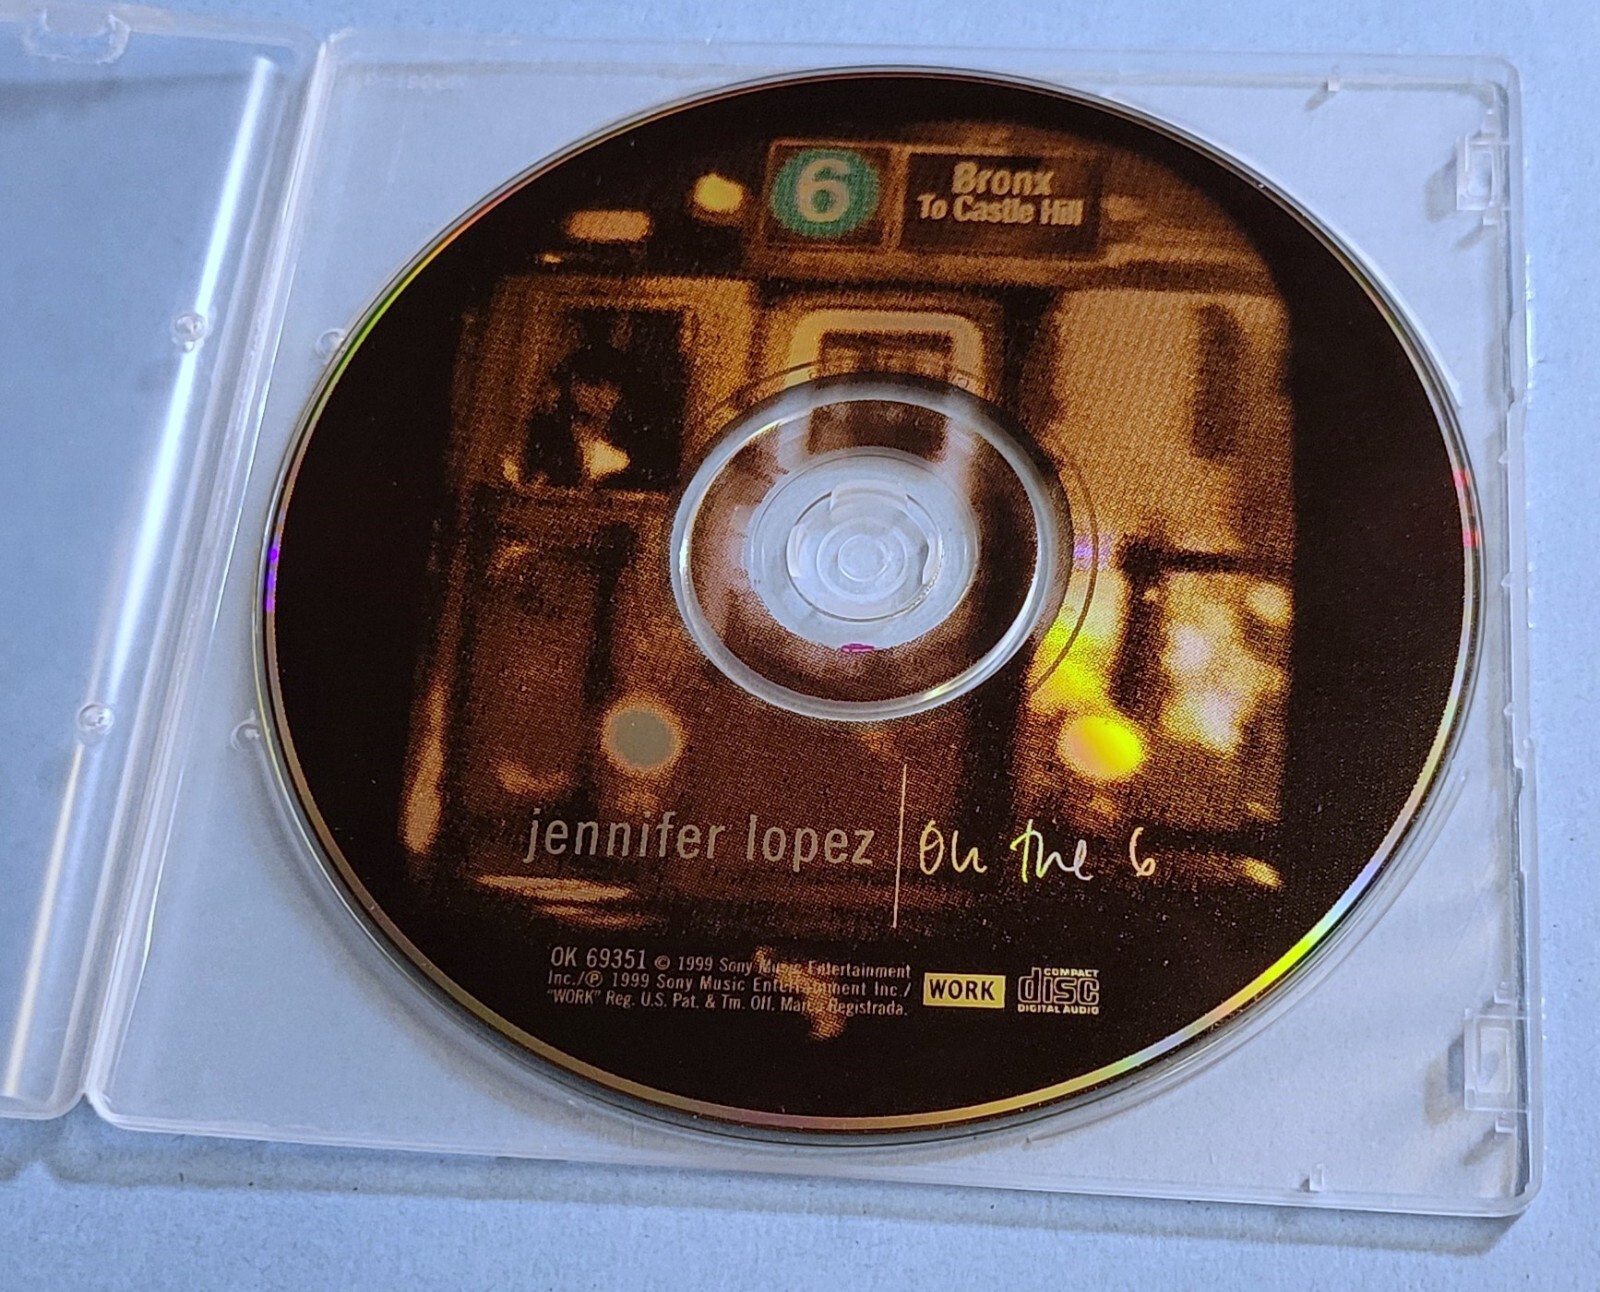 6 Bronx
To Castle Hill
jennifer lopez | On the 6
OK 69351 © 1999 Sony Music Entertainment
Inc./℗ 1999 Sony Music Entertainment Inc./
"WORK" Reg. U.S. Pat. & Tm. Off. Marca Registrada.
WORK
COMPACT
disc
DIGITAL AUDIO